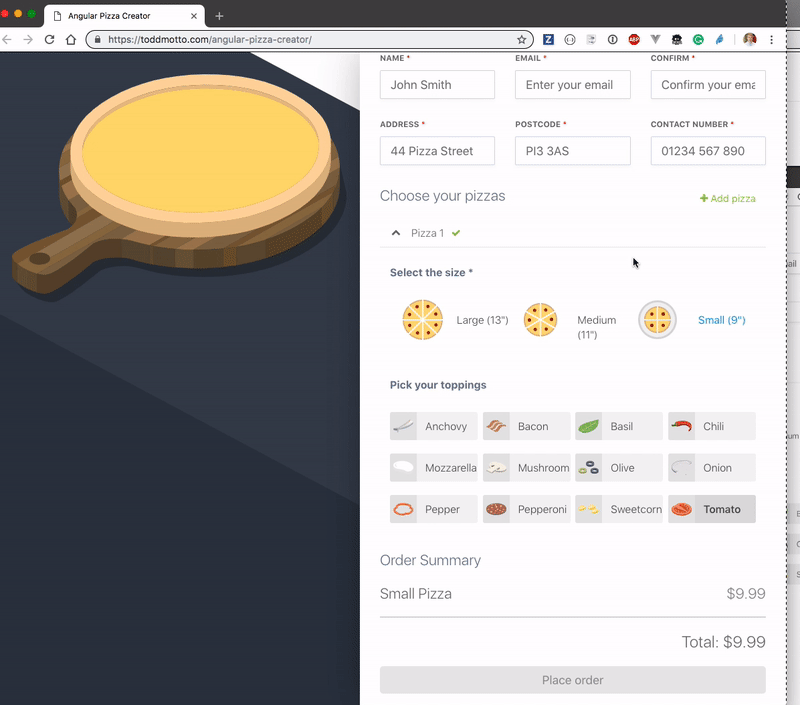 Angular Pizza Creator
https://toddmotto.com/angular-pizza-creator/
NAME * EMAIL * CONFIRM *
John Smith Enter your email Confirm your ema
ADDRESS * POSTCODE * CONTACT NUMBER *
44 Pizza Street PI3 3AS 01234 567 890
Choose your pizzas Add pizza
Pizza 1
Select the size *
Large (13") Medium (11") Small (9")
Pick your toppings
Anchovy Bacon Basil Chili
Mozzarella Mushroom Olive Onion
Pepper Pepperoni Sweetcorn Tomato
Order Summary
Small Pizza $9.99
Total: $9.99
Place order